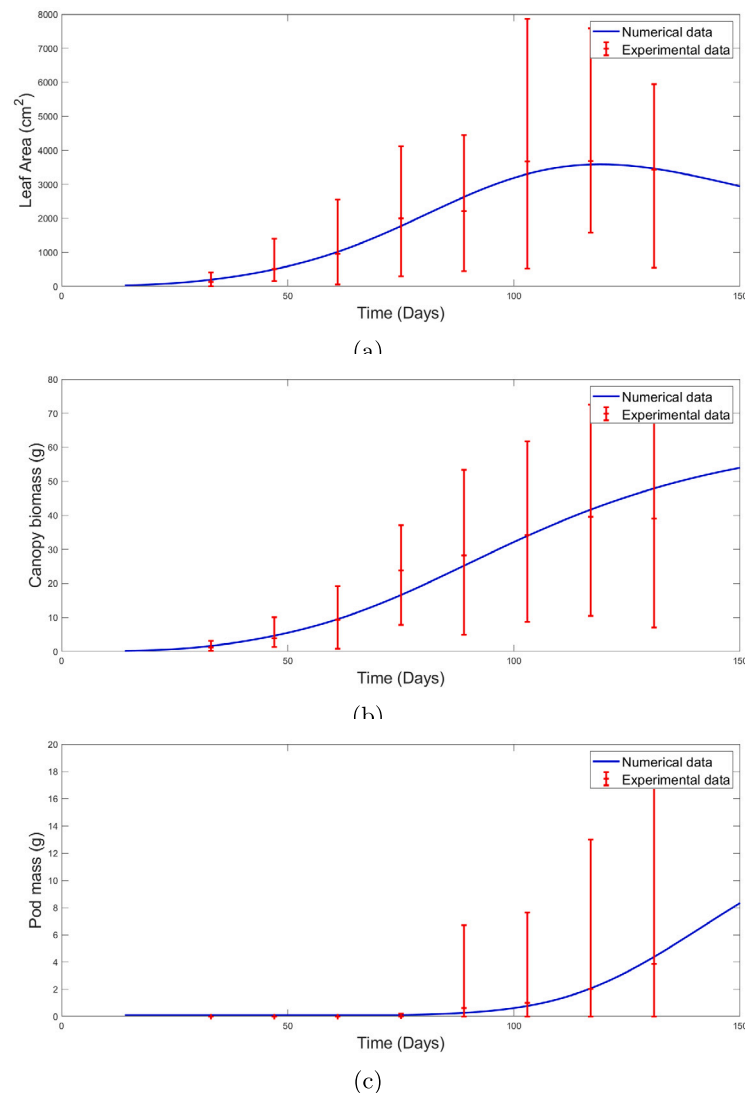 8000
7000
6000
5000
4000
3000
2000
1000
0
Leaf Area (cm²)
Numerical data
Experimental data
0 50 100 150
Time (Days)
(a)
80
70
60
50
40
30
20
10
0
Canopy biomass (g)
Numerical data
Experimental data
0 50 100 150
Time (Days)
(b)
20
18
16
14
12
10
8
6
4
2
0
Pod mass (g)
Numerical data
Experimental data
0 50 100 150
Time (Days)
(c)